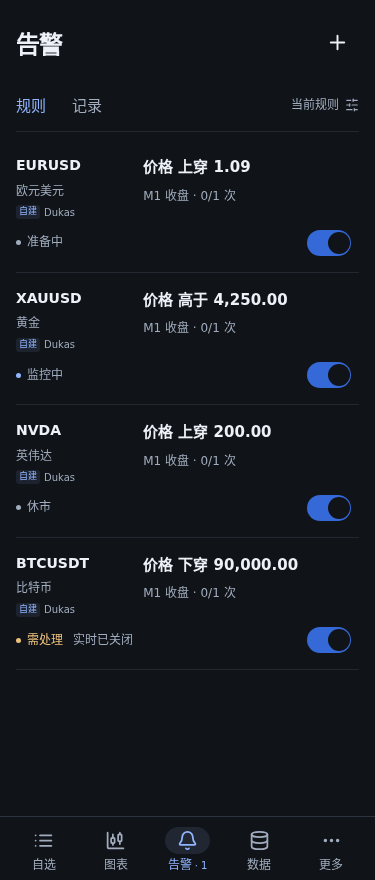 告警
规则 记录 当前规则
EURUSD 价格 上穿 1.09
欧元美元 M1 收盘 · 0/1 次
自建 Dukas
准备中
XAUUSD 价格 高于 4,250.00
黄金 M1 收盘 · 0/1 次
自建 Dukas
监控中
NVDA 价格 上穿 200.00
英伟达 M1 收盘 · 0/1 次
自建 Dukas
休市
BTCUSDT 价格 下穿 90,000.00
比特币 M1 收盘 · 0/1 次
自建 Dukas
需处理 实时已关闭
自选 图表 告警 · 1 数据 更多